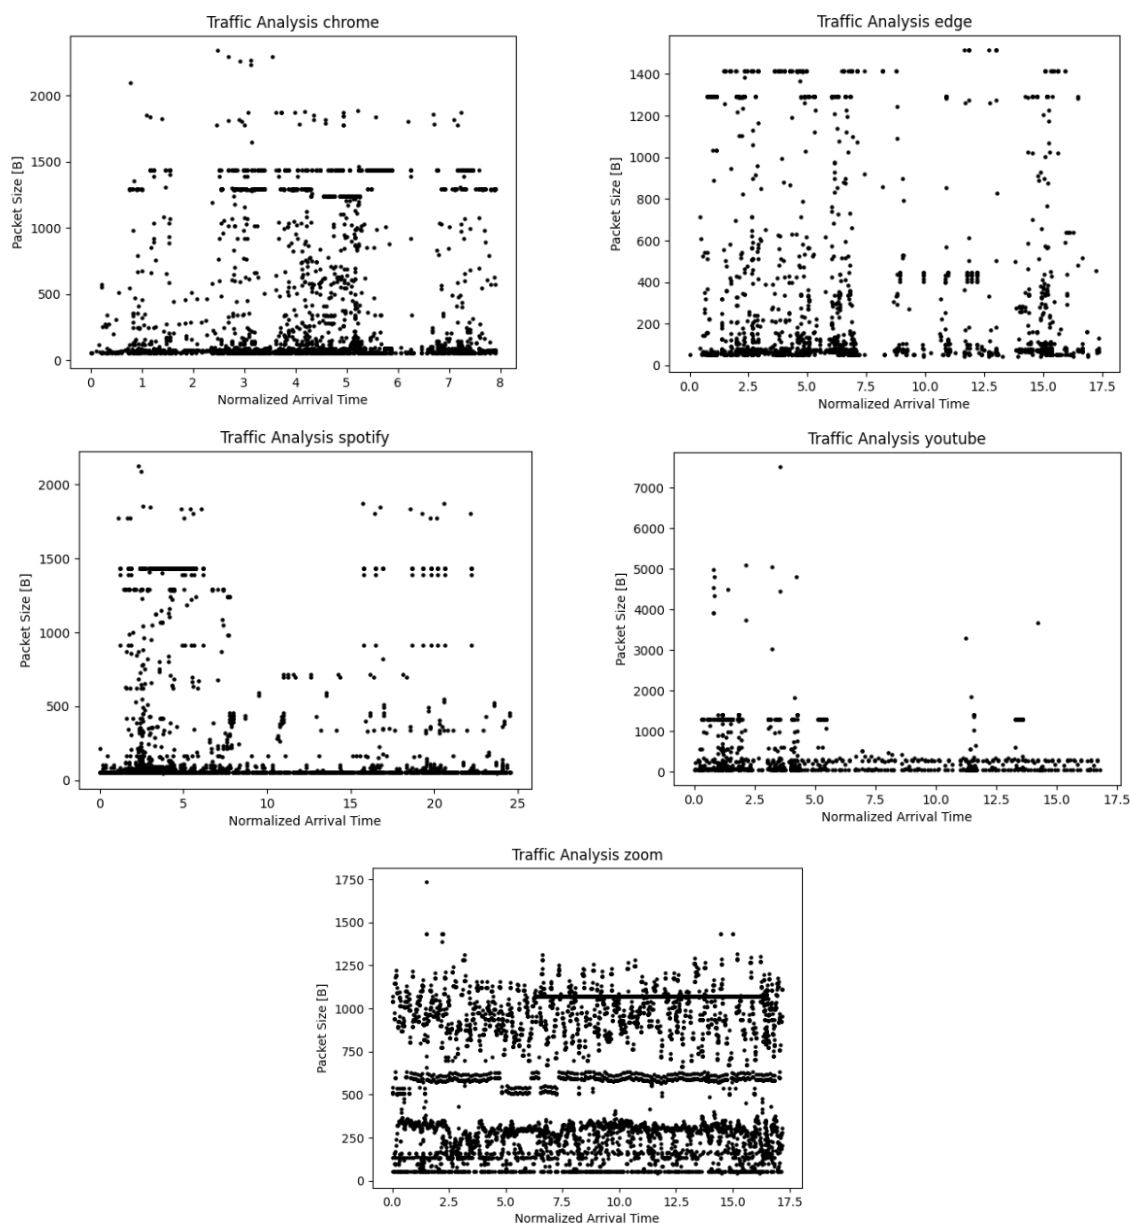 Traffic Analysis chrome
Packet Size [B]
2000
1500
1000
500
0
0 1 2 3 4 5 6 7 8
Normalized Arrival Time
Traffic Analysis edge
Packet Size [B]
1400
1200
1000
800
600
400
200
0
0.0 2.5 5.0 7.5 10.0 12.5 15.0 17.5
Normalized Arrival Time
Traffic Analysis spotify
Packet Size [B]
2000
1500
1000
500
0
0 5 10 15 20 25
Normalized Arrival Time
Traffic Analysis youtube
Packet Size [B]
7000
6000
5000
4000
3000
2000
1000
0
0.0 2.5 5.0 7.5 10.0 12.5 15.0 17.5
Normalized Arrival Time
Traffic Analysis zoom
Packet Size [B]
1750
1500
1250
1000
750
500
250
0
0.0 2.5 5.0 7.5 10.0 12.5 15.0 17.5
Normalized Arrival Time